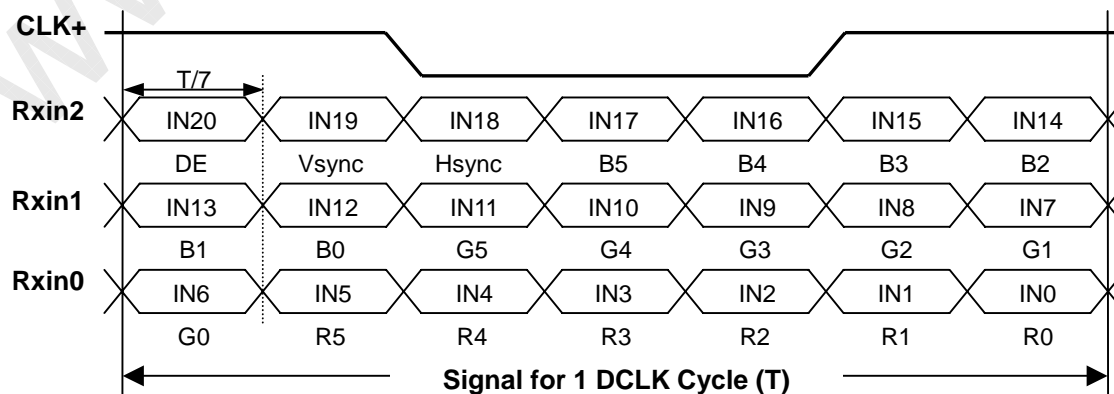 CLK+
T/7
Rxin2 IN20 IN19 IN18 IN17 IN16 IN15 IN14
DE Vsync Hsync B5 B4 B3 B2
Rxin1 IN13 IN12 IN11 IN10 IN9 IN8 IN7
B1 B0 G5 G4 G3 G2 G1
Rxin0 IN6 IN5 IN4 IN3 IN2 IN1 IN0
G0 R5 R4 R3 R2 R1 R0
Signal for 1 DCLK Cycle (T)